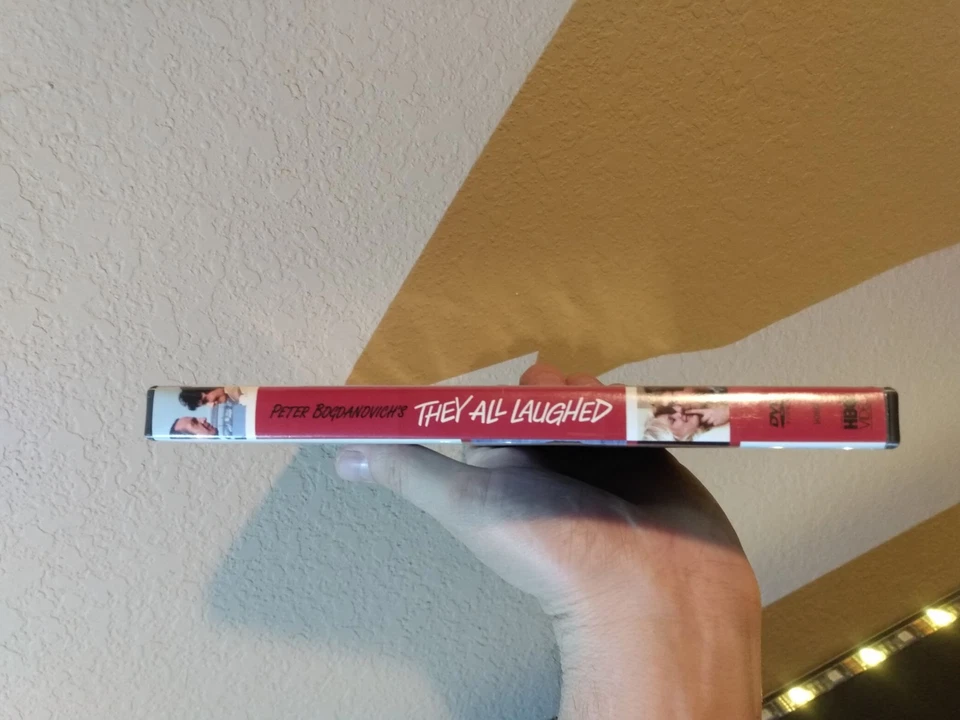 PETER BOGDANOVICH'S THEY ALL LAUGHED
DVD
HBO
VIDEO